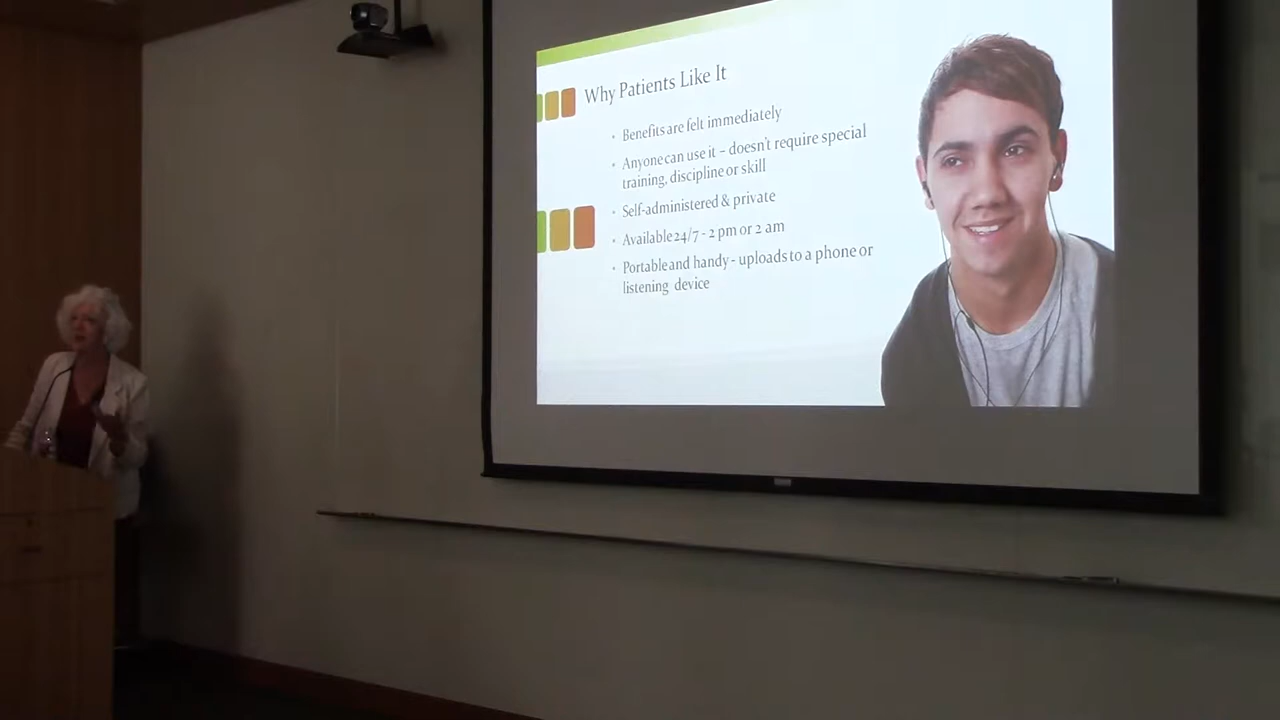 Why Patients Like It
• Benefits are felt immediately
• Anyone can use it – doesn't require special
training, discipline or skill
• Self-administered & private
• Available 24/7 - 2 pm or 2 am
• Portable and handy - uploads to a phone or
listening device